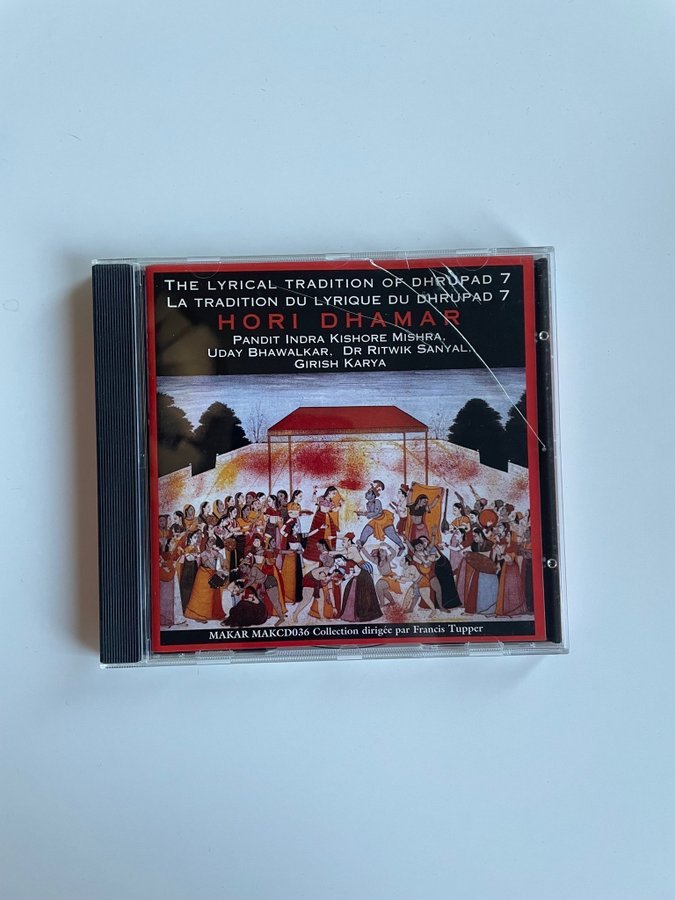 The lyrical tradition of dhrupad 7
La tradition du lyrique du dhrupad 7
HORI DHAMAR
Pandit Indra Kishore Mishra,
Uday Bhawalkar, Dr Ritwik Sanyal,
Girish Karya
MAKAR MAKCD036 Collection dirigée par Francis Tupper